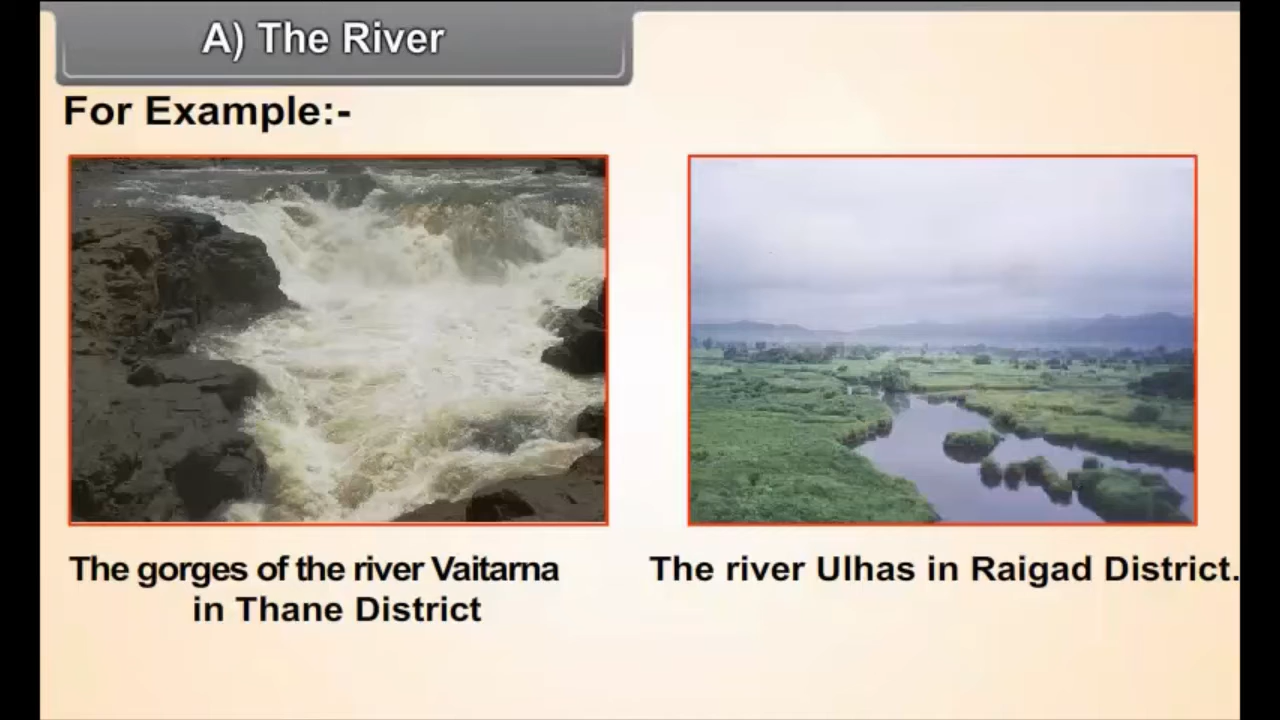 A) The River
For Example:-
The gorges of the river Vaitarna
in Thane District
The river Ulhas in Raigad District.